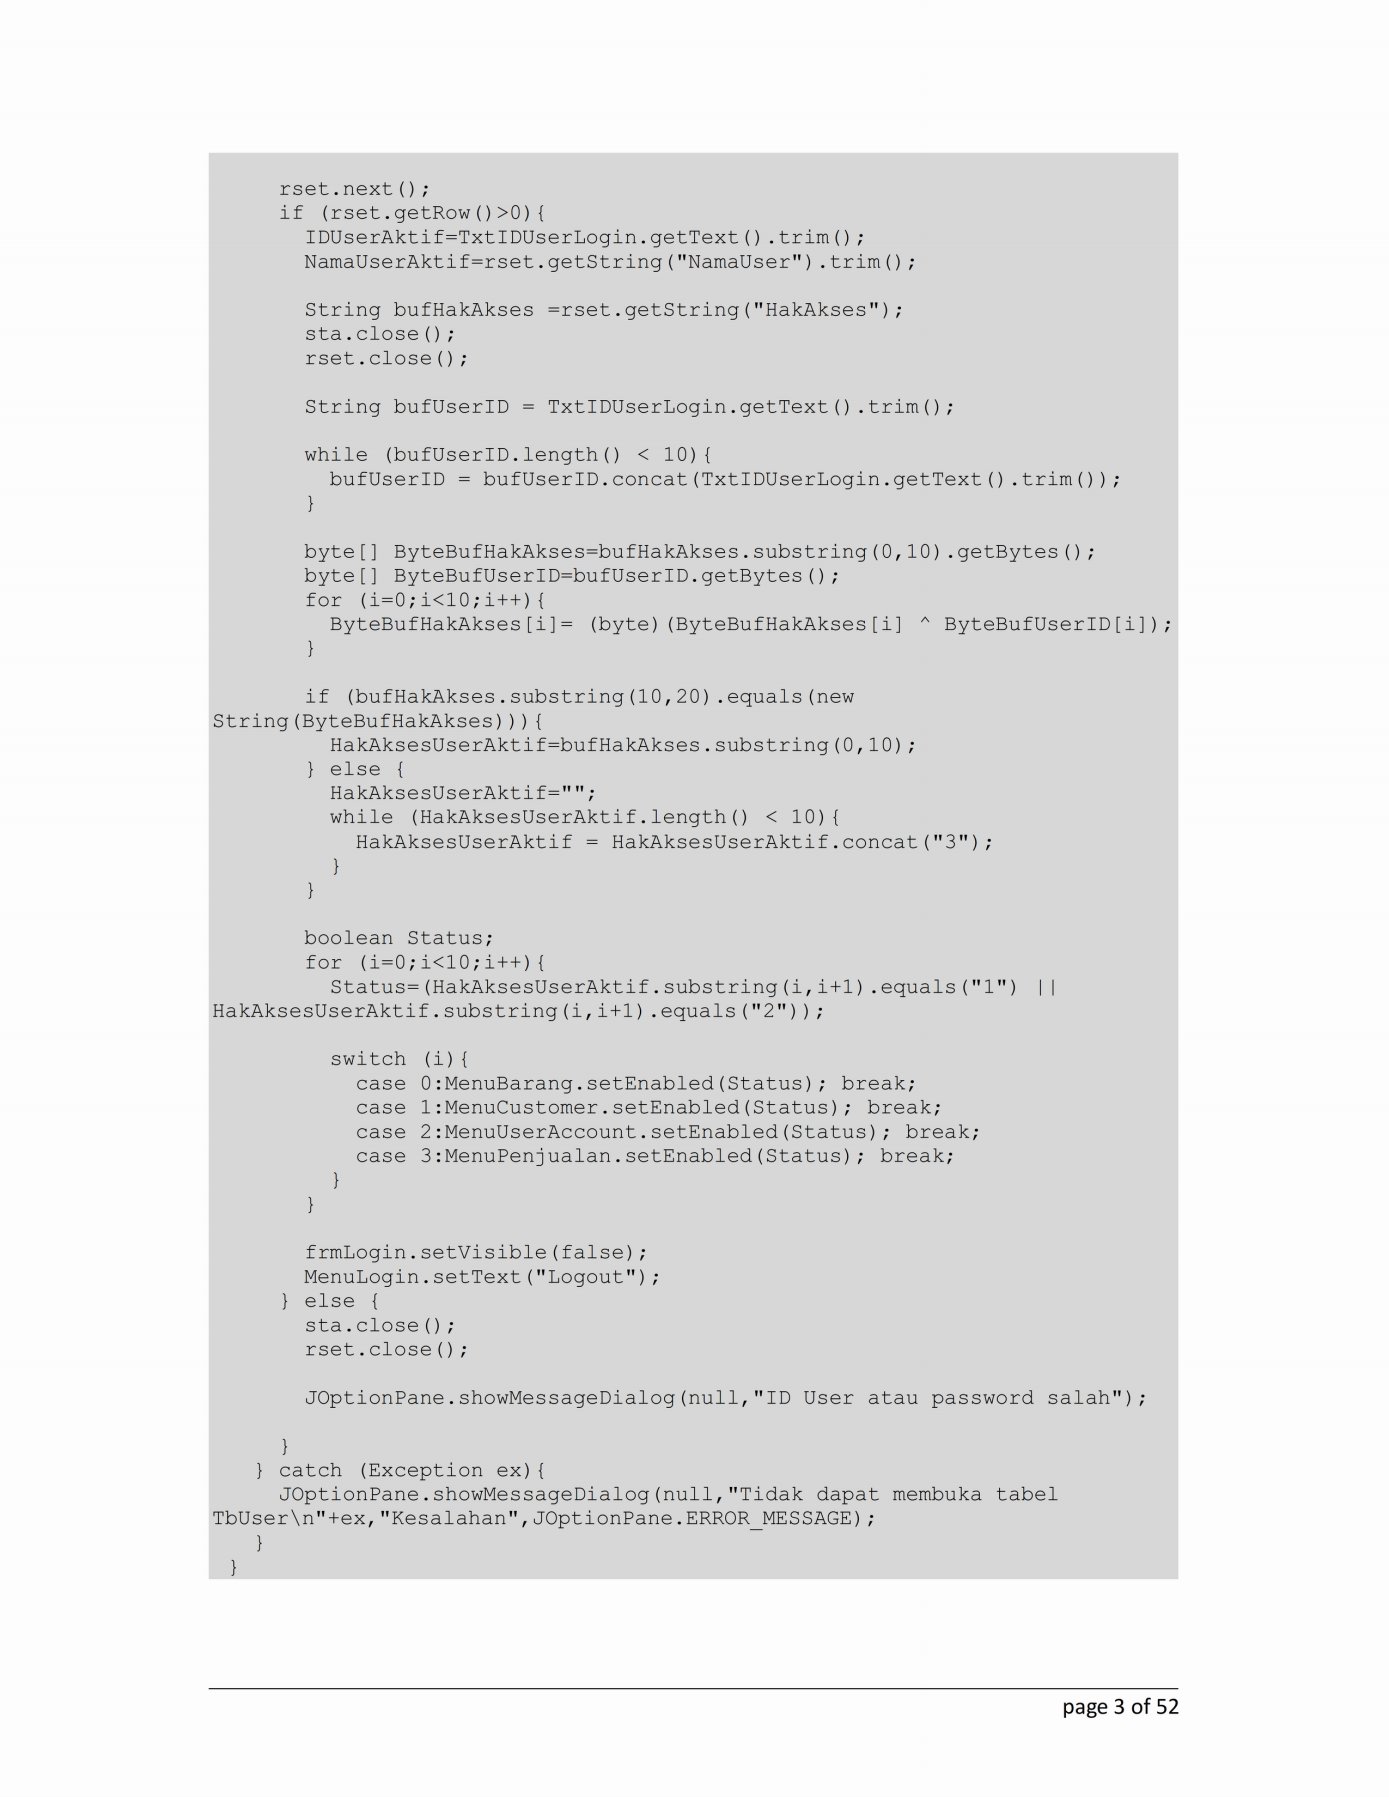 rset.next();
if (rset.getRow()>0){
IDUserAktif=TxtIDUserLogin.getText().trim();
NamaUserAktif=rset.getString("NamaUser").trim();
String bufHakAkses =rset.getString("HakAkses");
sta.close();
rset.close();
String bufUserID = TxtIDUserLogin.getText().trim();
while (bufUserID.length() < 10){
bufUserID = bufUserID.concat(TxtIDUserLogin.getText().trim());
}
byte[] ByteBufHakAkses=bufHakAkses.substring(0,10).getBytes();
byte[] ByteBufUserID=bufUserID.getBytes();
for (i=0;i<10;i++){
ByteBufHakAkses[i]= (byte)(ByteBufHakAkses[i] ^ ByteBufUserID[i]);
}
if (bufHakAkses.substring(10,20).equals(new
String(ByteBufHakAkses))){
HakAksesUserAktif=bufHakAkses.substring(0,10);
} else {
HakAksesUserAktif="";
while (HakAksesUserAktif.length() < 10){
HakAksesUserAktif = HakAksesUserAktif.concat("3");
}
}
boolean Status;
for (i=0;i<10;i++){
Status=(HakAksesUserAktif.substring(i,i+1).equals("1") ||
HakAksesUserAktif.substring(i,i+1).equals("2"));
switch (i){
case 0:MenuBarang.setEnabled(Status); break;
case 1:MenuCustomer.setEnabled(Status); break;
case 2:MenuUserAccount.setEnabled(Status); break;
case 3:MenuPenjualan.setEnabled(Status); break;
}
}
frmLogin.setVisible(false);
MenuLogin.setText("Logout");
} else {
sta.close();
rset.close();
JOptionPane.showMessageDialog(null,"ID User atau password salah");
}
} catch (Exception ex){
JOptionPane.showMessageDialog(null,"Tidak dapat membuka tabel
TbUser\n"+ex,"Kesalahan",JOptionPane.ERROR_MESSAGE);
}
}
page 3 of 52